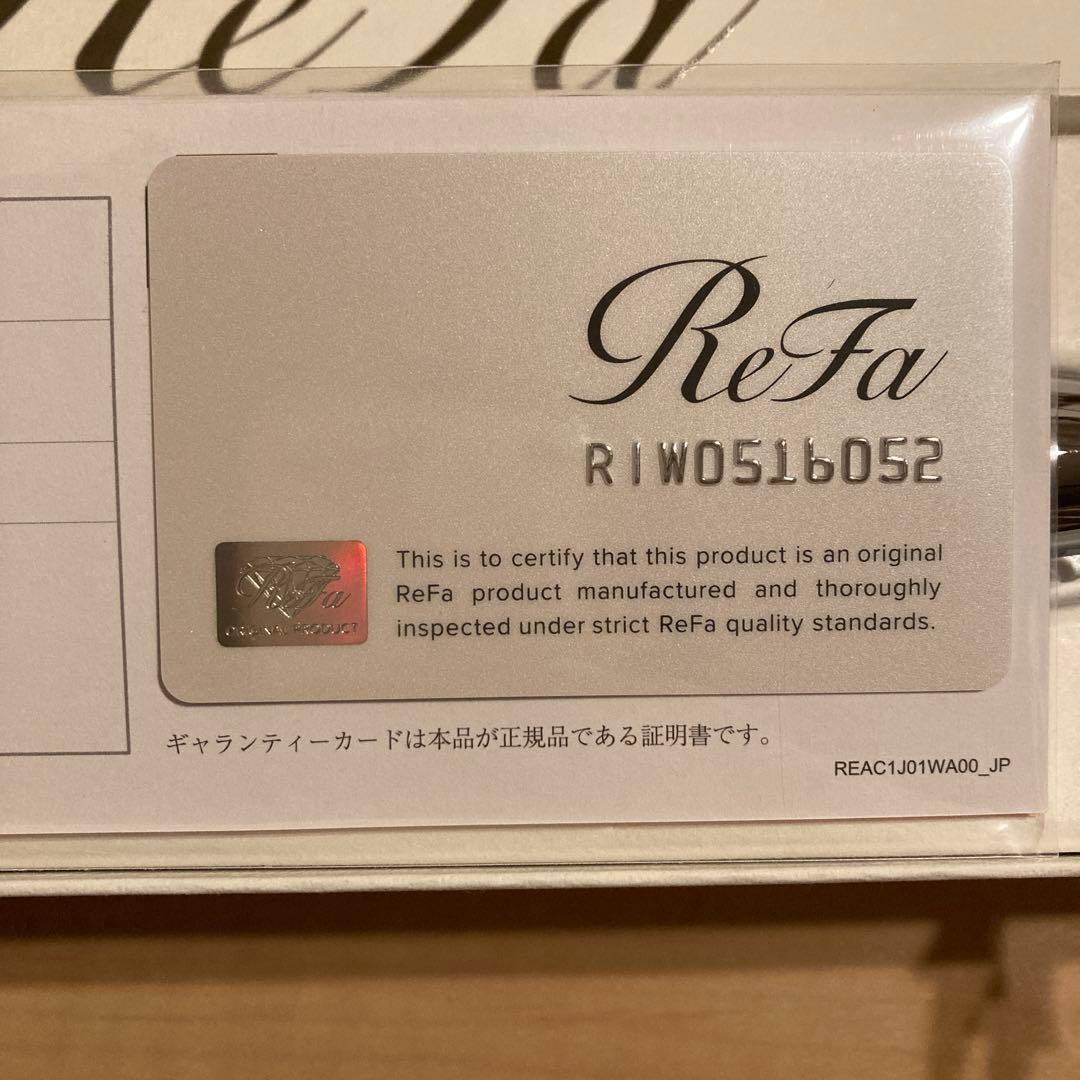 ReFa
ReFa
RIW0516052
This is to certify that this product is an original
ReFa product manufactured and thoroughly
inspected under strict ReFa quality standards.
ReFa
ORIGINAL PRODUCT
ギャランティーカードは本品が正規品である証明書です。
REAC1J01WA00_JP